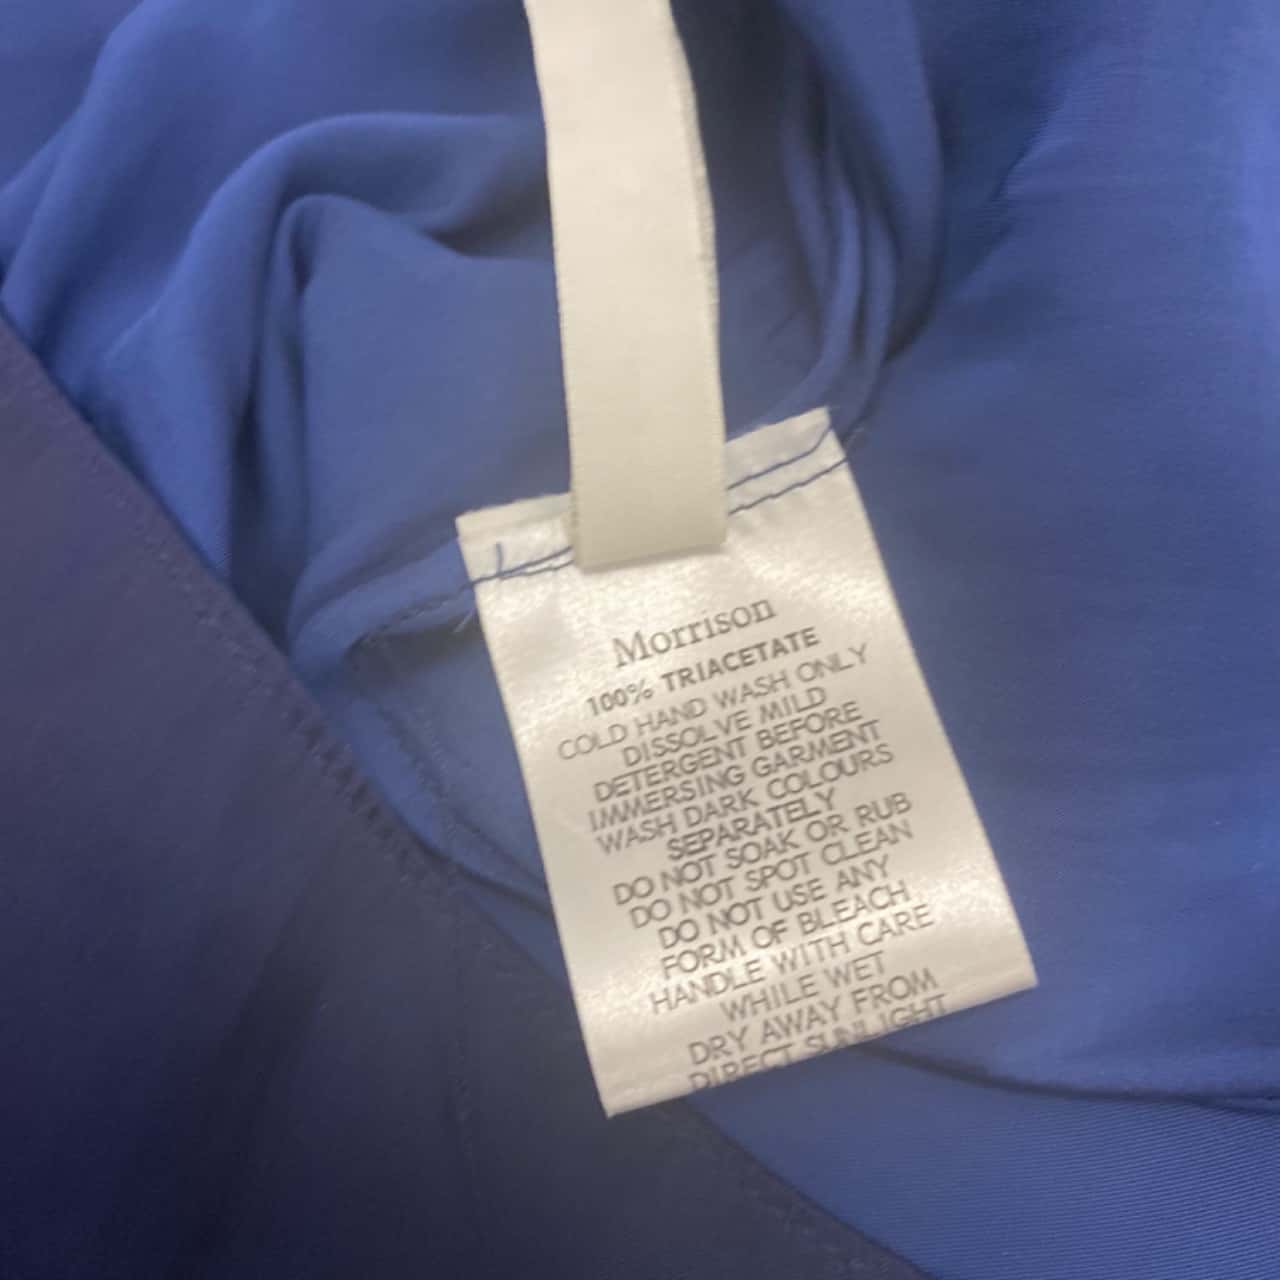 Morrison
100% TRIACETATE
COLD HAND WASH ONLY
DISSOLVE MILD
DETERGENT BEFORE
IMMERSING GARMENT
WASH DARK COLOURS
SEPARATELY
DO NOT SOAK OR RUB
DO NOT SPOT CLEAN
DO NOT USE ANY
FORM OF BLEACH
HANDLE WITH CARE
WHILE WET
DRY AWAY FROM
DIRECT SUNLIGHT